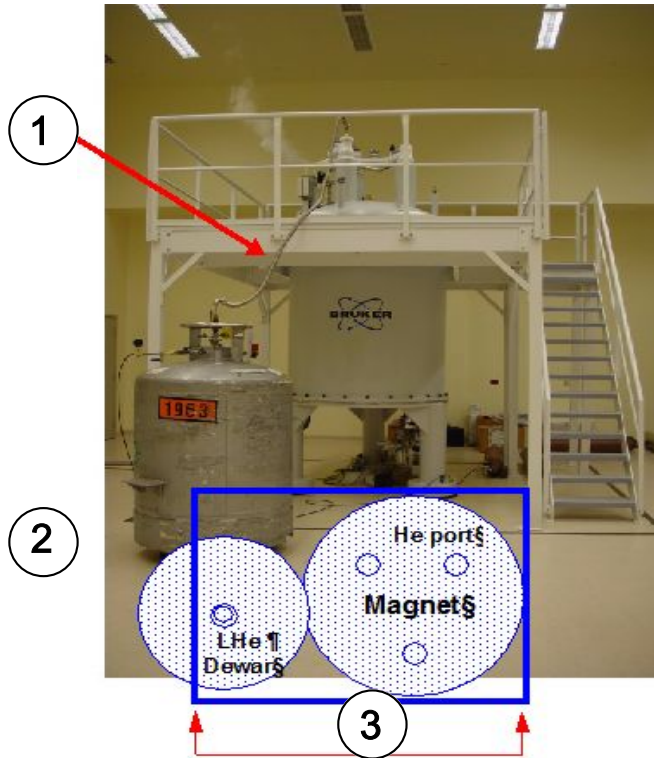 1
BRUKER
1963
2
He port§
Magnet§
LHe ¶
Dewar§
3